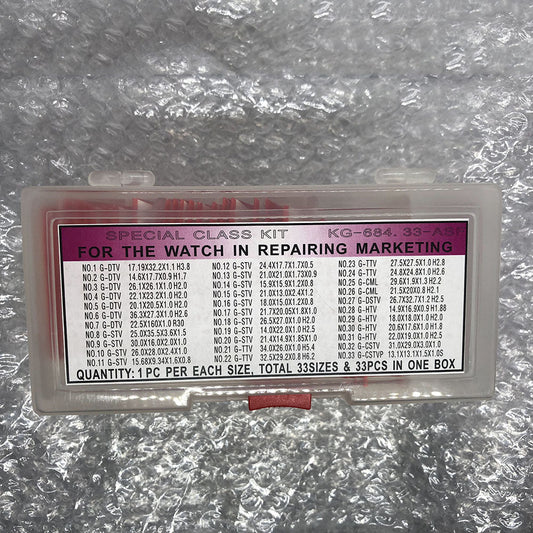 SPECIAL CLASS KIT KG-684. 33-ASI
FOR THE WATCH IN REPAIRING MARKETING
NO.1 G-DTV 17.19X32.2X1.1 H3.8
NO.2 G-DTV 14.6X17.7X0.9 H1.7
NO.3 G-DTV 26.1X26.1X1.0 H2.0
NO.4 G-DTV 22.1X23.2X1.0 H2.0
NO.5 G-DTV 20.1X20.5X1.0 H2.0
NO.6 G-DTV 36.3X27.3X1.0 H2.6
NO.7 G-DTV 22.5X160X1.0 R30
NO.8 G-STV 25.0X35.5X3.6X1.5
NO.9 G-STV 30.0X16.0X2.0X1.0
NO.10 G-STV 26.0X28.0X2.4X1.0
NO.11 G-STV 15.68X9.34X1.6X0.8
NO.12 G-STV 24.4X17.7X1.7X0.5
NO.13 G-STV 21.0X21.0X1.73X0.9
NO.14 G-STV 15.9X15.9X1.2X0.8
NO.15 G-STV 21.0X13.0X2.4X1.2
NO.16 G-STV 18.0X15.0X1.2X0.8
NO.17 G-STV 21.7X20.05X1.8X1.0
NO.18 G-STV 26.5X27.0X1.0 H2.0
NO.19 G-STV 14.0X22.0X1.0 H2.5
NO.20 G-STV 21.4X14.9X1.85X1.0
NO.21 G-TTV 34.0X26.0X1.0 H5.4
NO.22 G-TTV 32.5X29.2X0.8 H6.2
NO.23 G-TTV 27.5X27.5X1.0 H2.8
NO.24 G-TTV 24.8X24.8X1.0 H2.6
NO.25 G-CML 29.6X1.9X1.3 H2.2
NO.26 G-CML 21.5X20X0.8 H2.1
NO.27 G-DSTV 26.7X32.7X1.2 H2.5
NO.28 G-HTV 14.9X16.9X0.9 H1.88
NO.29 G-HTV 18.0X18.0X1.0 H2.0
NO.30 G-HTV 20.6X17.6X1.0 H1.8
NO.31 G-HTV 24.0X17.0X0.8 H2.0
NO.32 G-CSTV 31.0X29.0X3.0X1.0
NO.33 G-CSTVP 13.1X13.1X1.5X1.0S
QUANTITY: 1 PC PER EACH SIZE, TOTAL 33SIZES & 33PCS IN ONE BOX